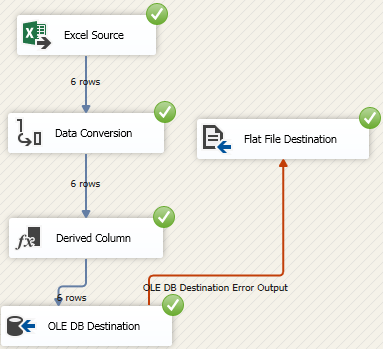 Excel Source
6 rows
Data Conversion
Flat File Destination
6 rows
Derived Column
6 rows
OLE DB Destination Error Output
OLE DB Destination